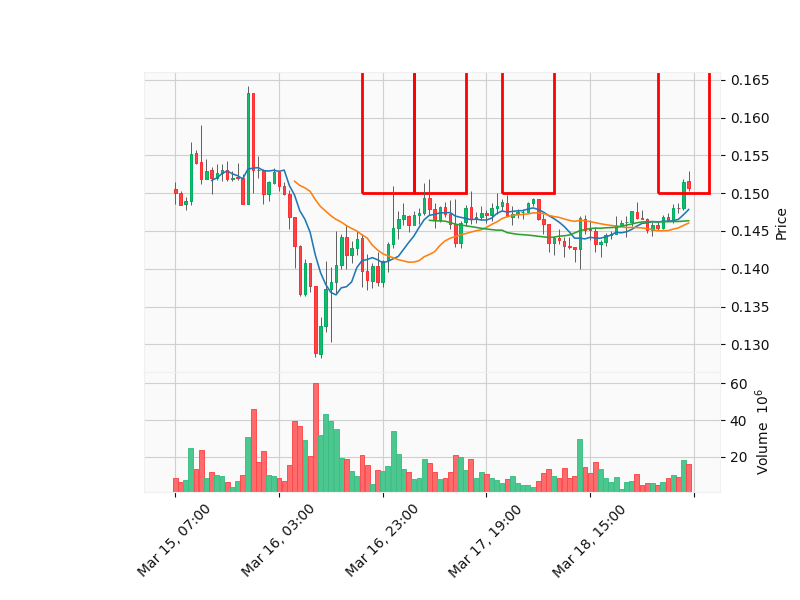 0.165
0.160
0.155
0.150
0.145
0.140
0.135
0.130
Price
60
40
20
Volume 10^6
Mar 15, 07:00
Mar 16, 03:00
Mar 16, 23:00
Mar 17, 19:00
Mar 18, 15:00